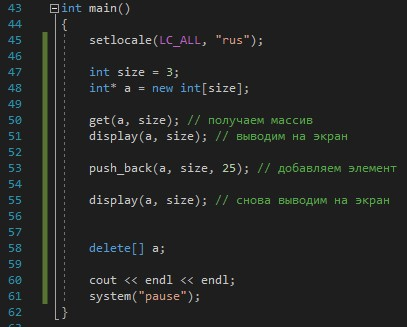 43 int main()
44 {
45 setlocale(LC_ALL, "rus");
46
47 int size = 3;
48 int* a = new int[size];
49
50 get(a, size); // получаем массив
51 display(a, size); // выводим на экран
52
53 push_back(a, size, 25); // добавляем элемент
54
55 display(a, size); // снова выводим на экран
56
57
58 delete[] a;
59
60 cout << endl << endl;
61 system("pause");
62 }
63